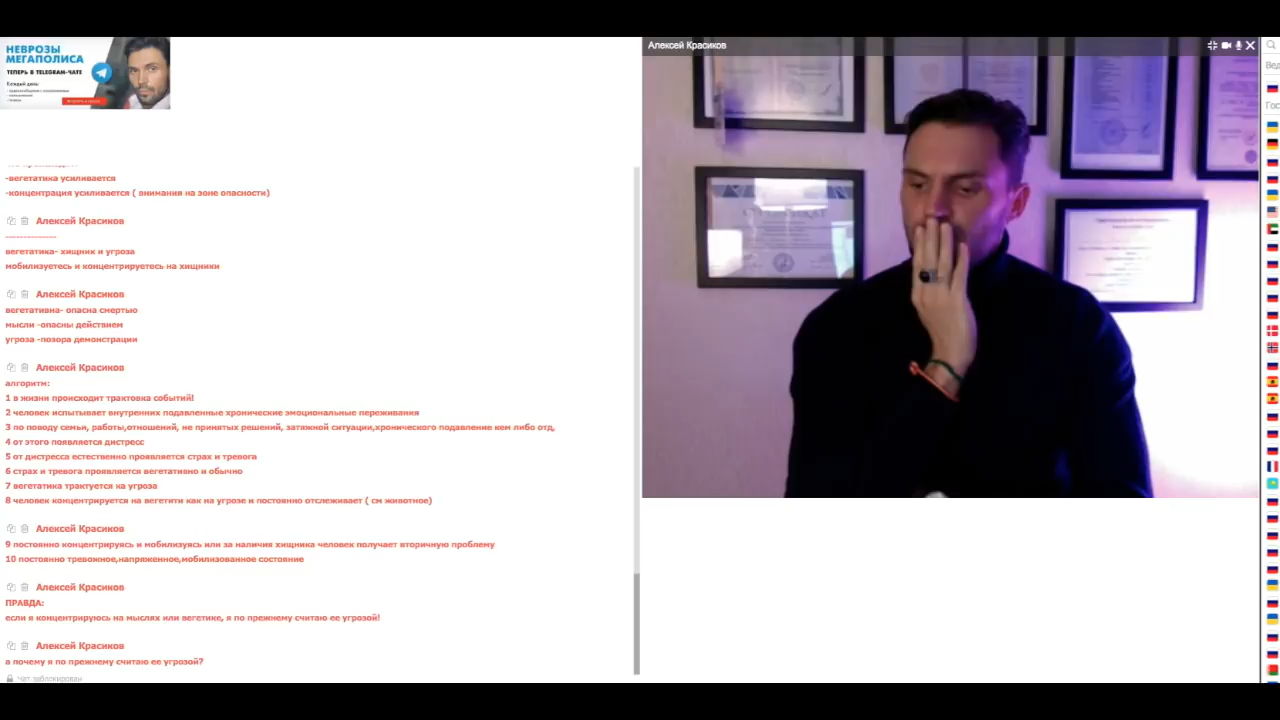 НЕВРОЗЫ
МЕГАПОЛИСА
ТЕПЕРЬ В TELEGRAM-ЧАТЕ
Каждый день:
Алексей Красиков
-вегетатика усиливается
-концентрация усиливается ( внимания на зоне опасности)
Алексей Красиков
--------------
вегетатика- хищник и угроза
мобилизуетесь и концентрируетесь на хищники
Алексей Красиков
вегетативна- опасна смертью
мысли -опасны действием
угроза -позора демонстрации
Алексей Красиков
алгоритм:
1 в жизни происходит трактовка событий!
2 человек испытывает внутренних подавленные хронические эмоциональные переживания
3 по поводу семьи, работы,отношений, не принятых решений, затяжной ситуации,хронического подавление кем либо отд,
4 от этого появляется дистресс
5 от дистресса естественно проявляется страх и тревога
6 страх и тревога проявляется вегетативно и обычно
7 вегетатика трактуется на угроза
8 человек концентрируется на вегетити как на угрозе и постоянно отслеживает ( см животное)
Алексей Красиков
9 постоянно концентрируясь и мобилизуясь или за наличия хищника человек получает вторичную проблему
10 постоянно тревожное,напряженное,мобилизованное состояние
Алексей Красиков
ПРАВДА:
если я концентрируюсь на мыслях или вегетике, я по прежнему считаю ее угрозой!
Алексей Красиков
а почему я по прежнему считаю ее угрозой?
Чат заблокирован
Вед
Гос